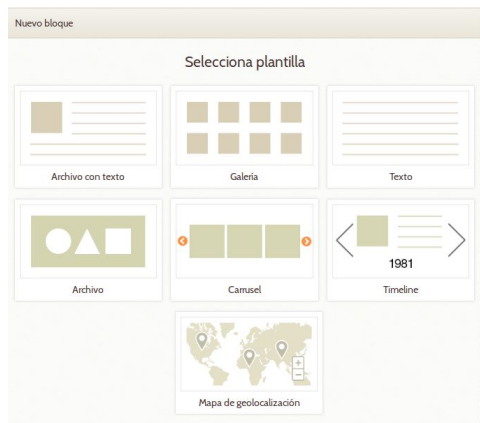 Nuevo bloque
Selecciona plantilla
Archivo con texto
Galería
Texto
Archivo
Carrusel
1981
Timeline
Mapa de geolocalización